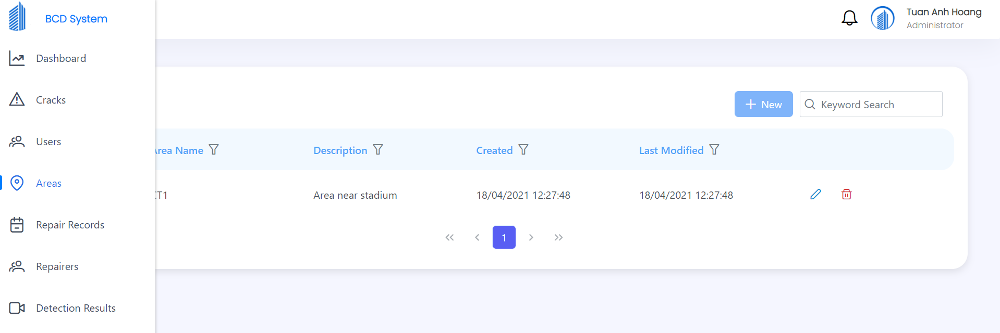 BCD System
Tuan Anh Hoang
Administrator
Dashboard
Cracks
Users
Areas
Repair Records
Repairers
Detection Results
New
Keyword Search
Area Name
Description
Created
Last Modified
T1
Area near stadium
18/04/2021 12:27:48
18/04/2021 12:27:48
1